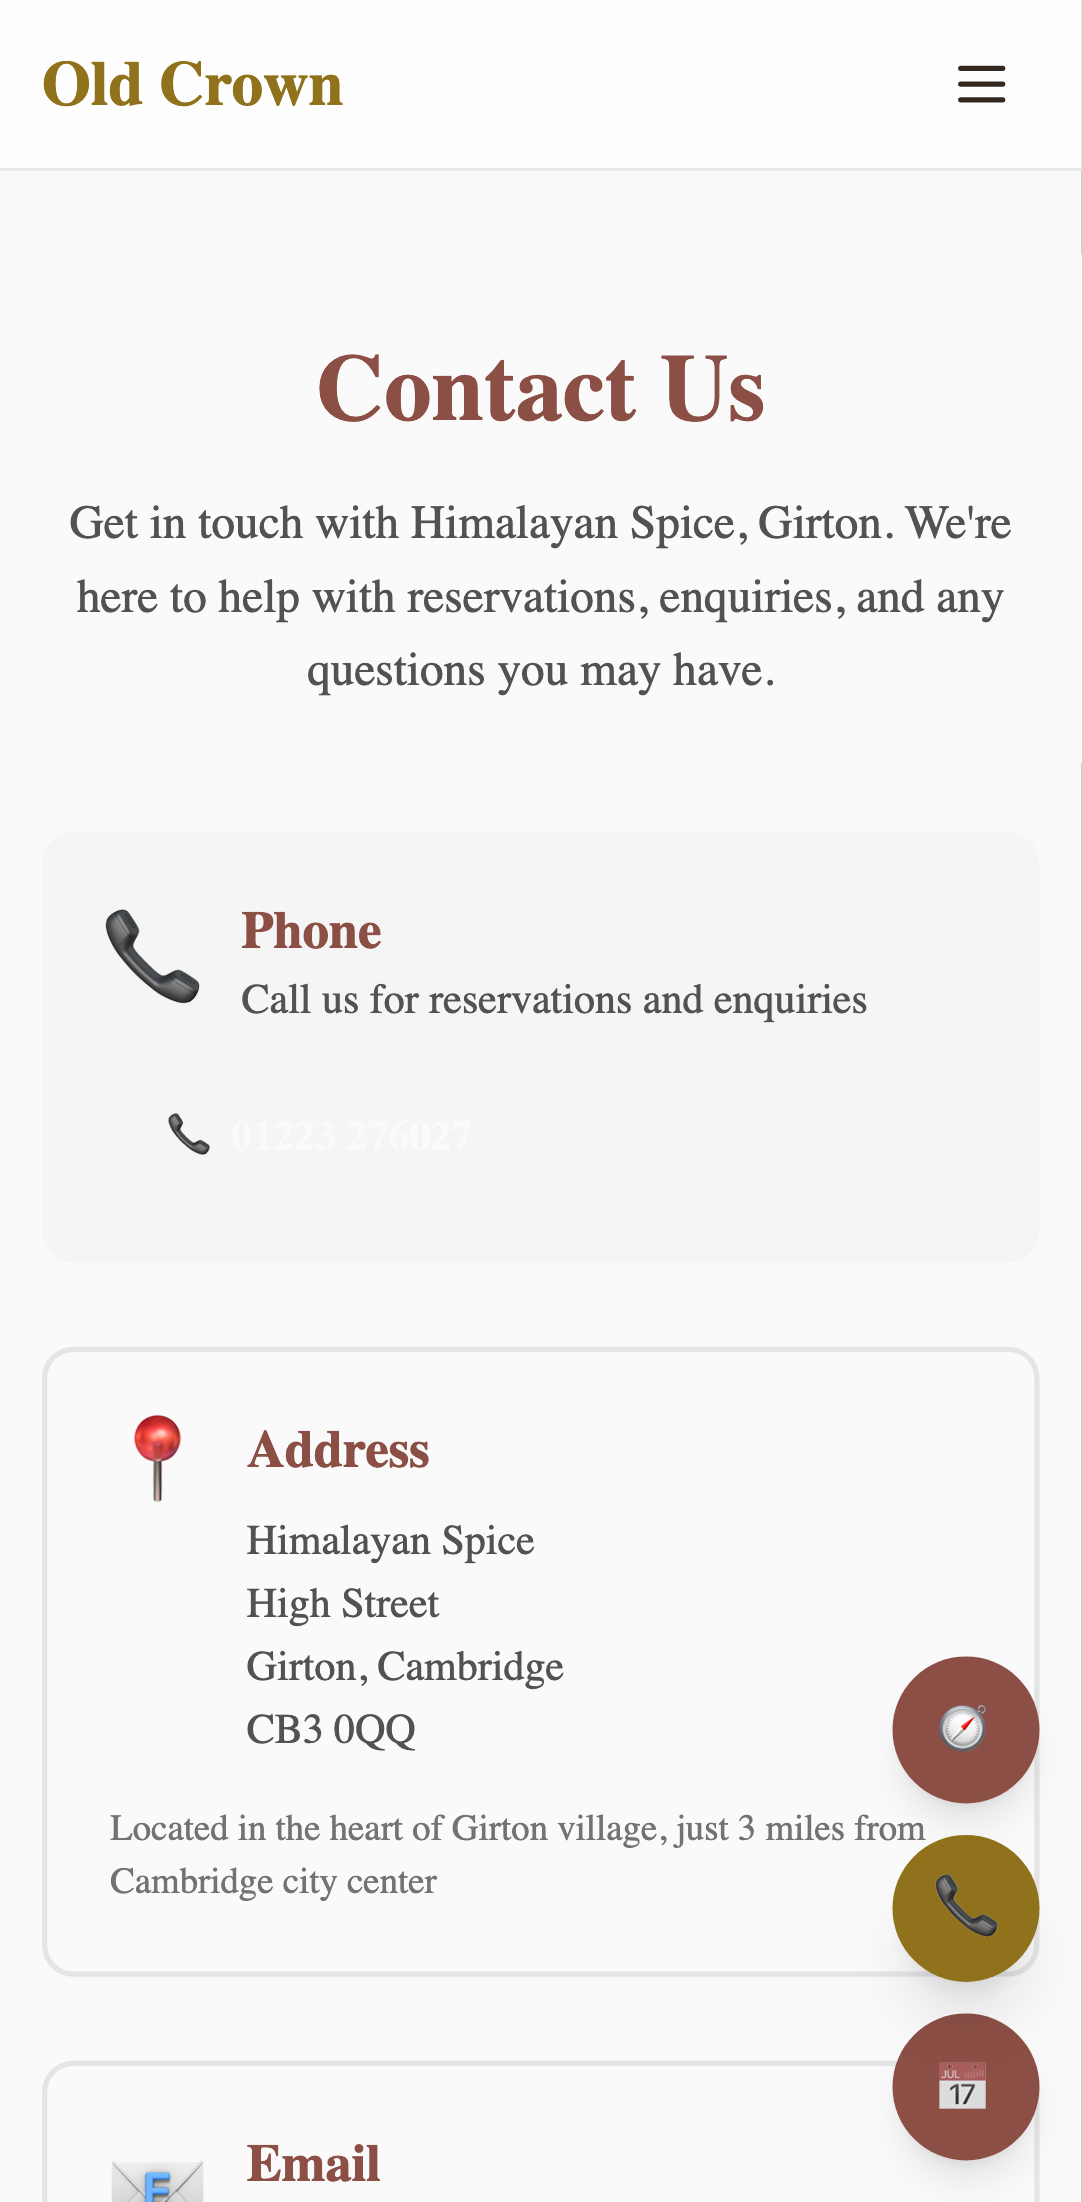 Old Crown
Contact Us
Get in touch with Himalayan Spice, Girton. We're
here to help with reservations, enquiries, and any
questions you may have.
Phone
Call us for reservations and enquiries
01223 276027
Address
Himalayan Spice
High Street
Girton, Cambridge
CB3 0QQ
Located in the heart of Girton village, just 3 miles from
Cambridge city center
JUL
17
Email
E